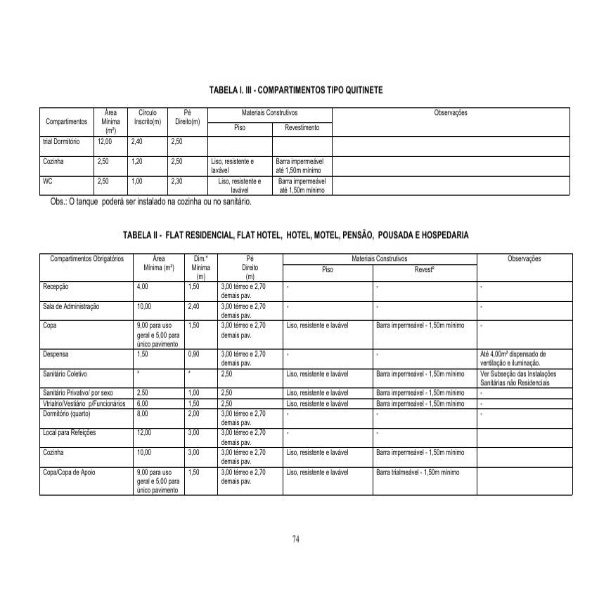 TABELA I. III - COMPARTIMENTOS TIPO QUITINETE
Compartimentos | Área Mínima (m²) | Círculo Inscrito(m) | Pé Direito(m) | Materiais Construtivos | Observações
Piso | Revestimento
trial Dormitório | 12,00 | 2,40 | 2,50
Cozinha | 2,50 | 1,20 | 2,50 | Liso, resistente e lavável | Barra impermeável até 1,50m mínimo
WC | 2,50 | 1,00 | 2,30 | Liso, resistente e lavável | Barra impermeável até 1,50m mínimo
Obs.: O tanque poderá ser instalado na cozinha ou no sanitário.
TABELA II - FLAT RESIDENCIAL, FLAT HOTEL, HOTEL, MOTEL, PENSÃO, POUSADA E HOSPEDARIA
Compartimentos Obrigatórios | Área Mínima (m²) | Dim.* Mínima (m) | Pé Direito (m) | Materiais Construtivos | Observações
Piso | Revestº
Recepção | 4,00 | 1,50 | 3,00 térreo e 2,70 demais pav. | - | - | -
Sala de Administração | 10,00 | 2,40 | 3,00 térreo e 2,70 demais pav. | - | - | -
Copa | 9,00 para uso geral e 5,00 para único pavimento | 1,50 | 3,00 térreo e 2,70 demais pav. | Liso, resistente e lavável | Barra impermeável - 1,50m mínimo | -
Despensa | 1,50 | 0,90 | 3,00 térreo e 2,70 demais pav. | - | - | Até 4,00m² dispensado de ventilação e iluminação.
Sanitário Coletivo | * | * | 2,50 | Liso, resistente e lavável | Barra impermeável - 1,50m mínimo | Ver Subseção das Instalações Sanitárias não Residenciais
Sanitário Privativo/ por sexo | 2,50 | 1,00 | 2,50 | Liso, resistente e lavável | Barra impermeável - 1,50m mínimo | -
Vtrialrio/Vestiário p/Funcionários | 6,00 | 1,50 | 2,50 | Liso, resistente e lavável | Barra impermeável - 1,50m mínimo | -
Dormitório (quarto) | 8,00 | 2,00 | 3,00 térreo e 2,70 demais pav. | - | - | -
Local para Refeições | 12,00 | 3,00 | 3,00 térreo e 2,70 demais pav. | - | -
Cozinha | 10,00 | 3,00 | 3,00 térreo e 2,70 demais pav. | Liso, resistente e lavável | Barra impermeável - 1,50m mínimo
Copa/Copa de Apoio | 9,00 para uso geral e 5,00 para único pavimento | 1,50 | 3,00 térreo e 2,70 demais pav. | Liso, resistente e lavável | Barra trialmeável - 1,50m mínimo
74